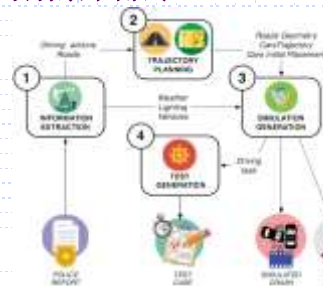 2
Driving Actions
Roads
TRAJECTORY
PLANNING
Roads Geometry
Cars Trajectory
Cars Initial Placement
1
INFORMATION
EXTRACTION
Weather
Lighting
Vehicles
3
SIMULATION
GENERATION
4
TEST
GENERATION
Driving
Task
POLICE
REPORT
TEST
CASE
SIMULATED
CRASH